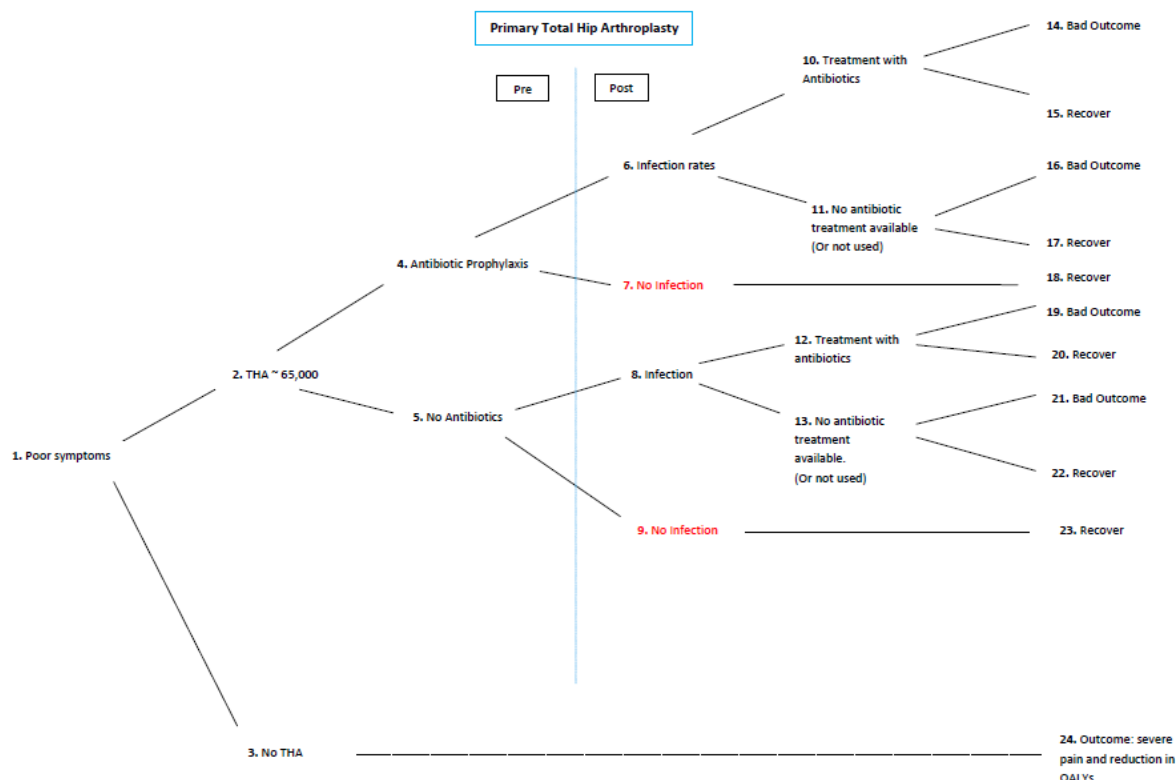 Primary Total Hip Arthroplasty
Pre
Post
1. Poor symptoms
2. THA ~ 65,000
3. No THA
4. Antibiotic Prophylaxis
5. No Antibiotics
6. Infection rates
7. No Infection
8. Infection
9. No Infection
10. Treatment with
Antibiotics
11. No antibiotic
treatment available
(Or not used)
12. Treatment with
antibiotics
13. No antibiotic
treatment
available.
(Or not used)
14. Bad Outcome
15. Recover
16. Bad Outcome
17. Recover
18. Recover
19. Bad Outcome
20. Recover
21. Bad Outcome
22. Recover
23. Recover
24. Outcome: severe
pain and reduction in
QALYs